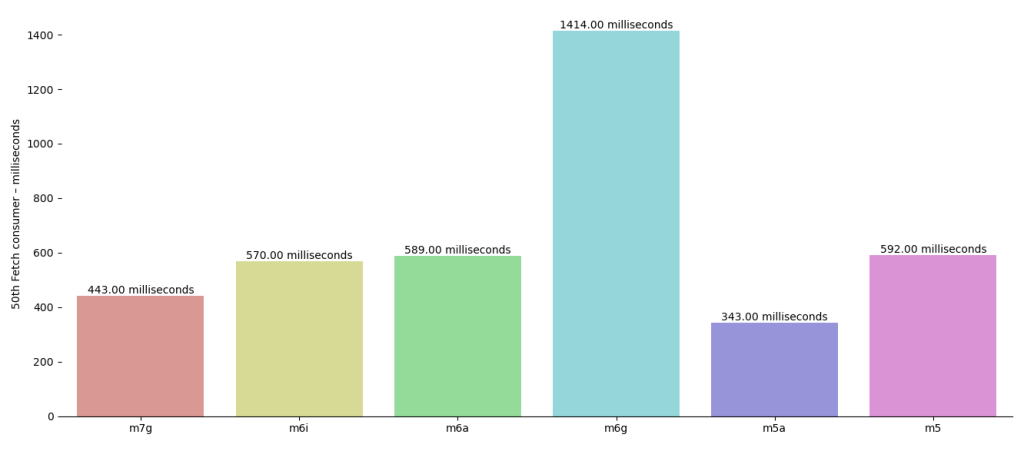 1414.00 milliseconds
1400
1200
1000
800
600
400
200
0
50th Fetch consumer – milliseconds
443.00 milliseconds
570.00 milliseconds
589.00 milliseconds
343.00 milliseconds
592.00 milliseconds
m7g m6i m6a m6g m5a m5